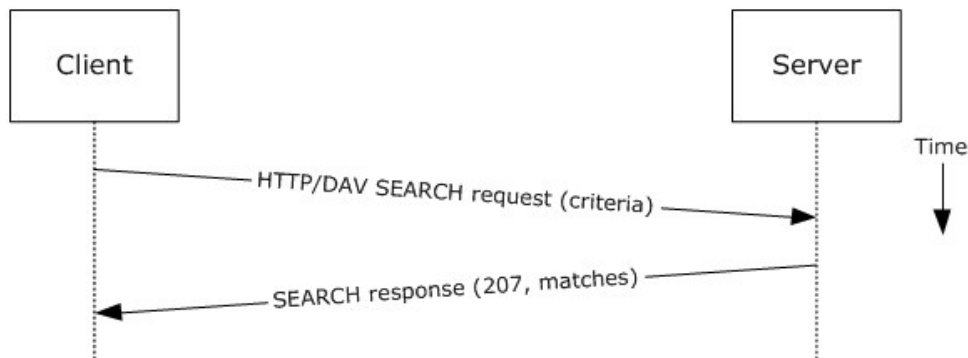 Client
Server
Time
HTTP/DAV SEARCH request (criteria)
SEARCH response (207, matches)